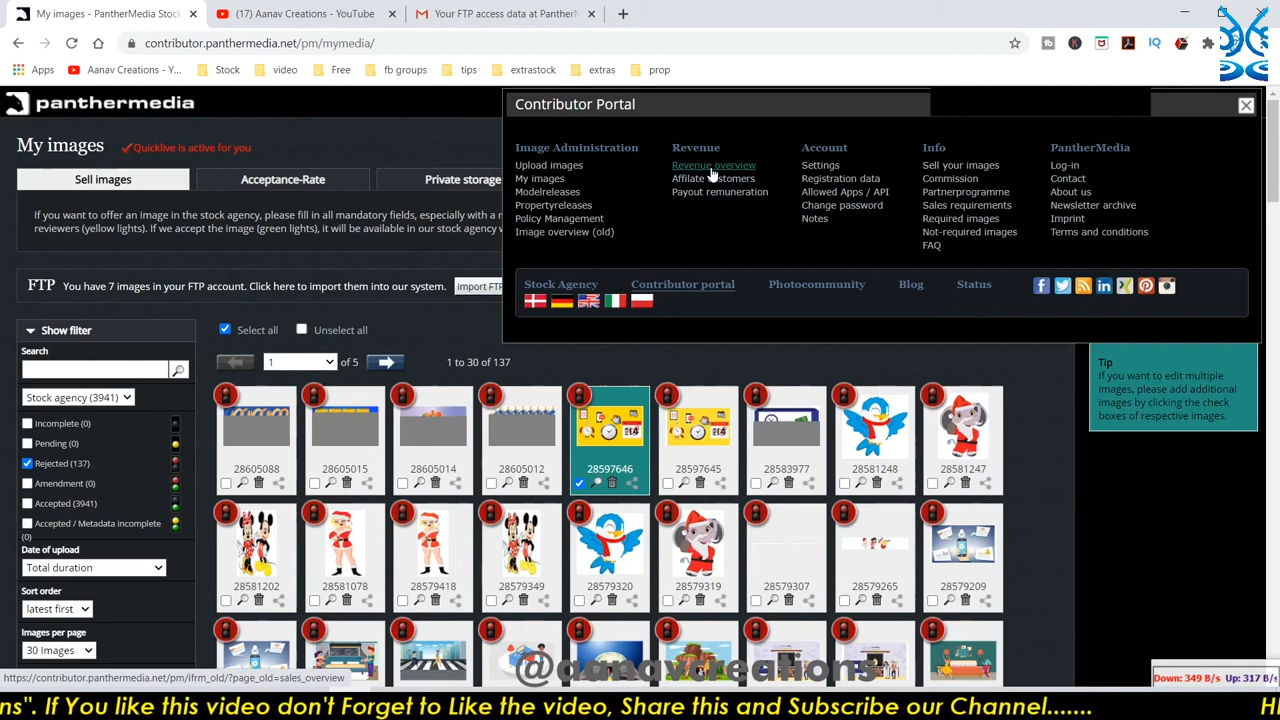 My images - PantherMedia Stock
(17) Aanav Creations - YouTube
Your FTP access data at PantherM
contributor.panthermedia.net/pm/mymedia/
Apps
Aanav Creations - Y...
Stock
video
Free
fb groups
tips
extrastock
extras
prop
panthermedia
My images
Quicklive is active for you
Sell images
Acceptance-Rate
Private storage
If you want to offer an image in the stock agency, please fill in all mandatory fields, especially with a
reviewers (yellow lights). If we accept the image (green lights), it will be available in our stock agency
FTP You have 7 images in your FTP account. Click here to import them into our system.
Import FTP
Contributor Portal
Image Administration
Upload images
My images
Modelreleases
Propertyreleases
Policy Management
Image overview (old)
Revenue
Revenue overview
Affilate customers
Payout remuneration
Account
Settings
Registration data
Allowed Apps / API
Change password
Notes
Info
Sell your images
Commission
Partnerprogramme
Sales requirements
Required images
Not-required images
FAQ
PantherMedia
Log-in
Contact
About us
Newsletter archive
Imprint
Terms and conditions
Stock Agency
Contributor portal
Photocommunity
Blog
Status
Show filter
Search
Stock agency (3941)
Incomplete (0)
Pending (0)
Rejected (137)
Amendment (0)
Accepted (3941)
Accepted / Metadata incomplete
(0)
Date of upload
Total duration
Sort order
latest first
Images per page
30 Images
Select all
Unselect all
1 of 5
1 to 30 of 137
28605088 28605015 28605014 28605012 28597646 28597645 28583977 28581248 28581247
28581202 28581078 28579418 28579349 28579320 28579319 28579307 28579265 28579209
Tip
If you want to edit multiple
images, please add additional
images by clicking the check
boxes of respective images.
@aanavcreations
https://contributor.panthermedia.net/pm/ifrm_old/?page_old=sales_overview
Down: 349 B/s Up: 317 B/s
ns". If You like this video don't Forget to Like the video, Share this and Subscribe our Channel.......